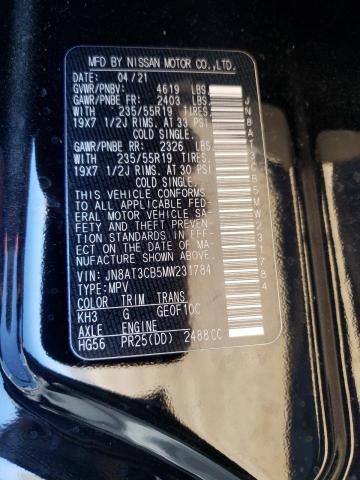 MFD BY NISSAN MOTOR CO.,LTD.
DATE 04/21
GVWR/PNBV: 4619 LBS.
GAWR/PNBE FR: 2403 LBS.
WITH 235/55R19 TIRES,
19X7 1/2J RIMS, AT 33 PSI
COLD SINGLE.
GAWR/PNBE RR: 2326 LBS.
WITH 235/55R19 TIRES,
19X7 1/2J RIMS, AT 30 PSI
COLD SINGLE.
THIS VEHICLE CONFORMS
TO ALL APPLICABLE FED-
ERAL MOTOR VEHICLE SAF-
ETY AND THEFT PREVEN-
TION STANDARDS IN EFF-
ECT ON THE DATE OF MA-
NUFACTURE SHOWN ABOVE.
VIN: JN8AT3CB5MW231784
TYPE: MPV
COLOR TRIM TRANS
KH3 G GE0F10C
AXLE ENGINE
HG56 PR25(DD) 2488CC
JN8AT3CB5MW231784